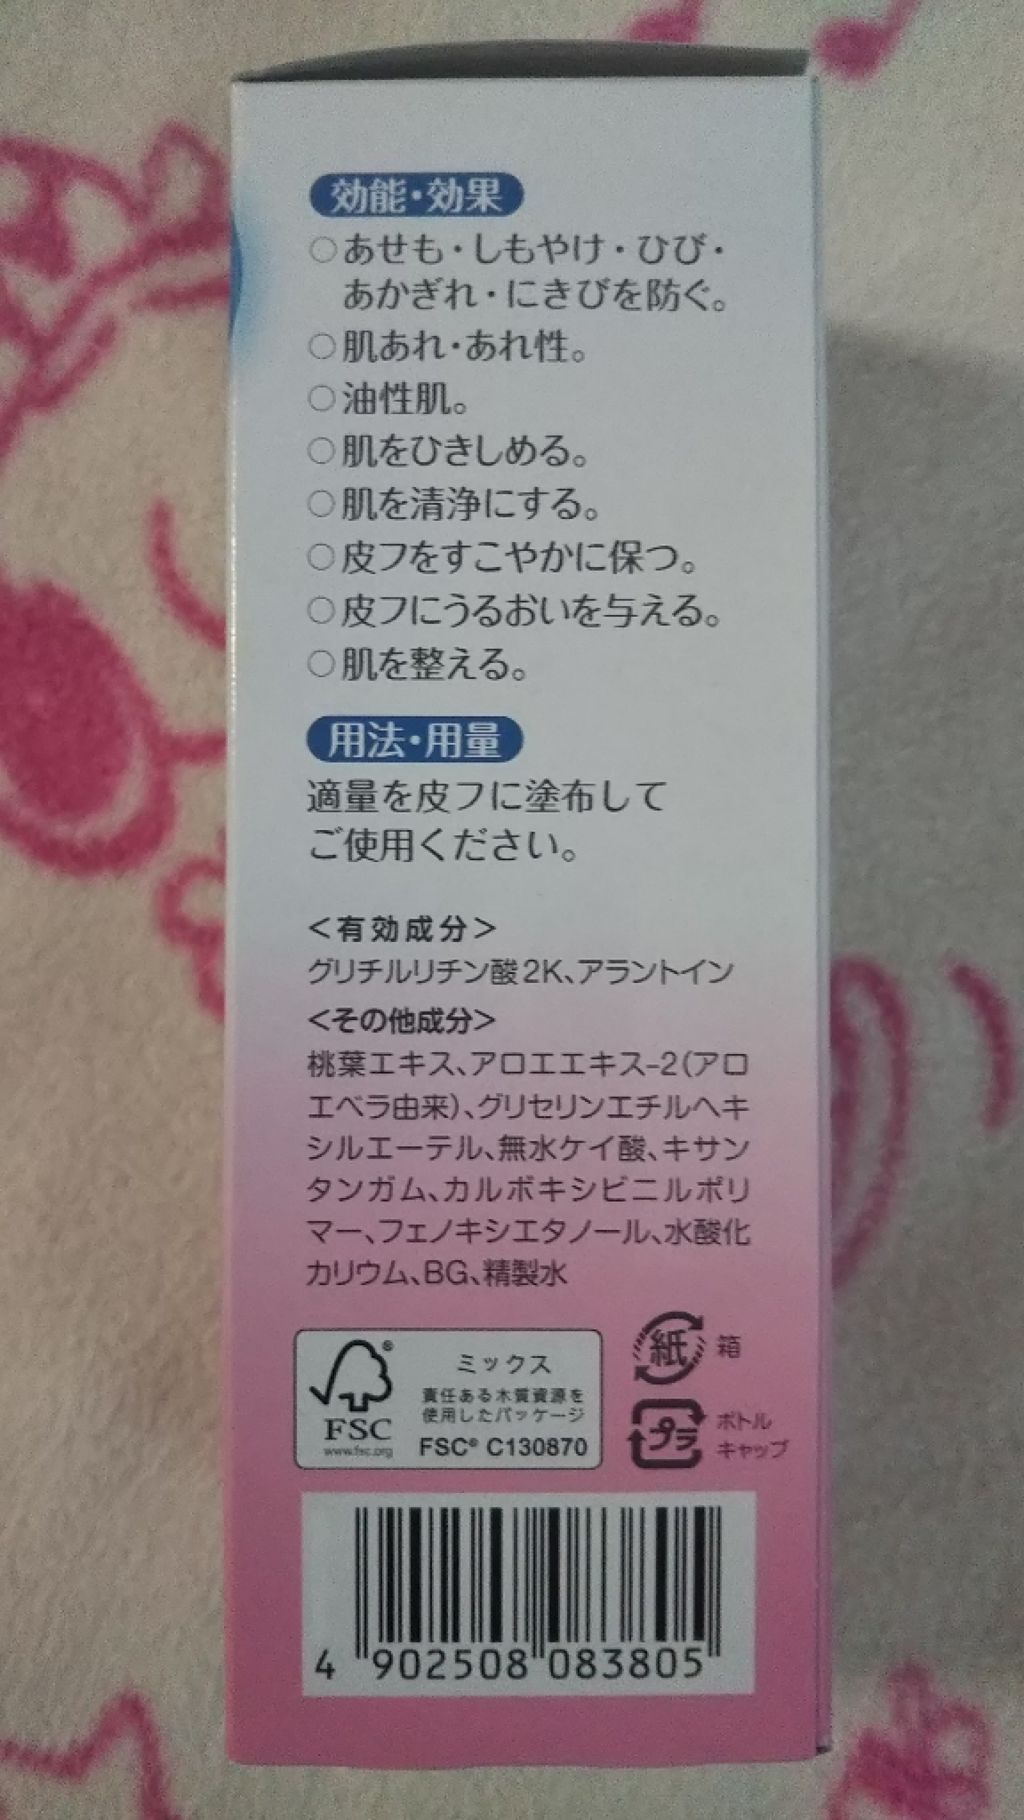 効能・効果
○あせも・しもやけ・ひび・
あかぎれ・にきびを防ぐ。
○肌あれ・あれ性。
○油性肌。
○肌をひきしめる。
○肌を清浄にする。
○皮フをすこやかに保つ。
○皮フにうるおいを与える。
○肌を整える。
用法・用量
適量を皮フに塗布して
ご使用ください。
<有効成分>
グリチルリチン酸2K、アラントイン
<その他成分>
桃葉エキス、アロエエキス-2(アロ
エベラ由来)、グリセリンエチルヘキ
シルエーテル、無水ケイ酸、キサン
タンガム、カルボキシビニルポリ
マー、フェノキシエタノール、水酸化
カリウム、BG、精製水
FSC
www.fsc.org
ミックス
責任ある木質資源を
使用したパッケージ
FSC® C130870
紙 箱
プラ ボトル
キャップ
4 902508 083805